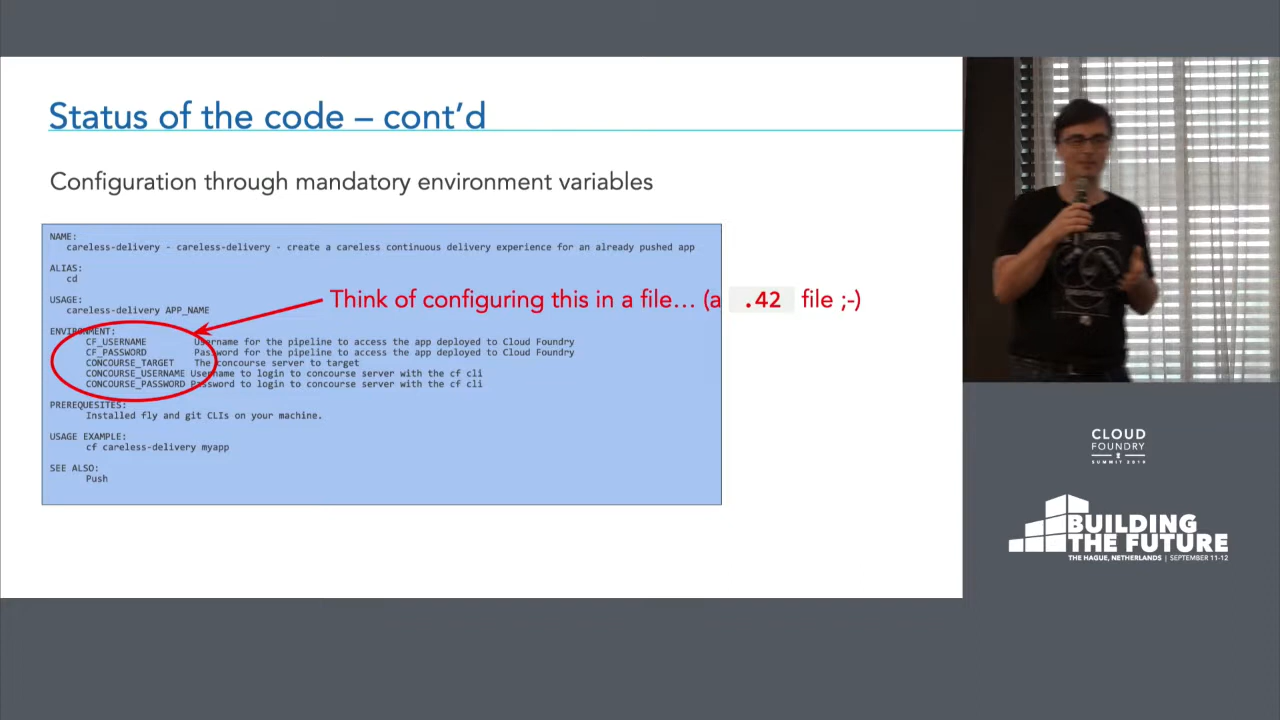 Status of the code – cont’d
Configuration through mandatory environment variables
NAME:
careless-delivery - careless-delivery - create a careless continuous delivery experience for an already pushed app
ALIAS:
cd
USAGE:
careless-delivery APP_NAME
Think of configuring this in a file… (a .42 file ;-)
ENVIRONMENT:
CF_USERNAME Username for the pipeline to access the app deployed to Cloud Foundry
CF_PASSWORD Password for the pipeline to access the app deployed to Cloud Foundry
CONCOURSE_TARGET The concourse server to target
CONCOURSE_USERNAME Username to login to concourse server with the cf cli
CONCOURSE_PASSWORD Password to login to concourse server with the cf cli
PREREQUESITES:
Installed fly and git CLIs on your machine.
USAGE EXAMPLE:
cf careless-delivery myapp
SEE ALSO:
Push
CLOUD
FOUNDRY
SUMMIT 2019
BUILDING
THE FUTURE
THE HAGUE, NETHERLANDS | SEPTEMBER 11-12